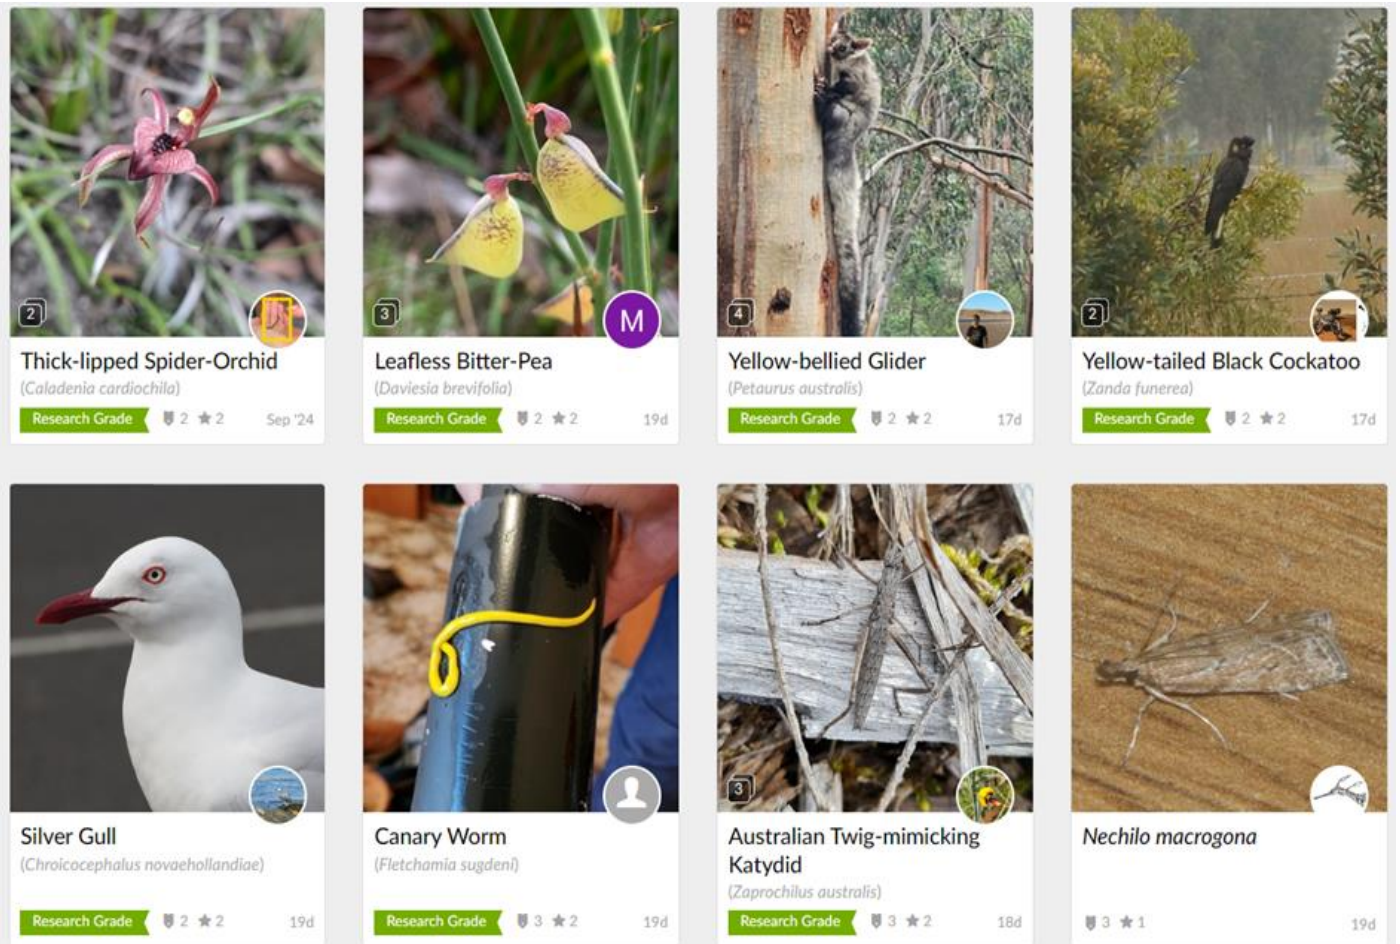 2
3
M
4
2
Thick-lipped Spider-Orchid
(Caladenia cardiochila)
Research Grade 2 2 Sep '24
Leafless Bitter-Pea
(Daviesia brevifolia)
Research Grade 2 2 19d
Yellow-bellied Glider
(Petaurus australis)
Research Grade 2 2 17d
Yellow-tailed Black Cockatoo
(Zanda funerea)
Research Grade 2 2 17d
3
Silver Gull
(Chroicocephalus novaehollandiae)
Research Grade 2 2 19d
Canary Worm
(Fletchamia sugdeni)
Research Grade 3 2 19d
Australian Twig-mimicking
Katydid
(Zaprochilus australis)
Research Grade 3 2 18d
Nechilo macrogona
3 1 19d